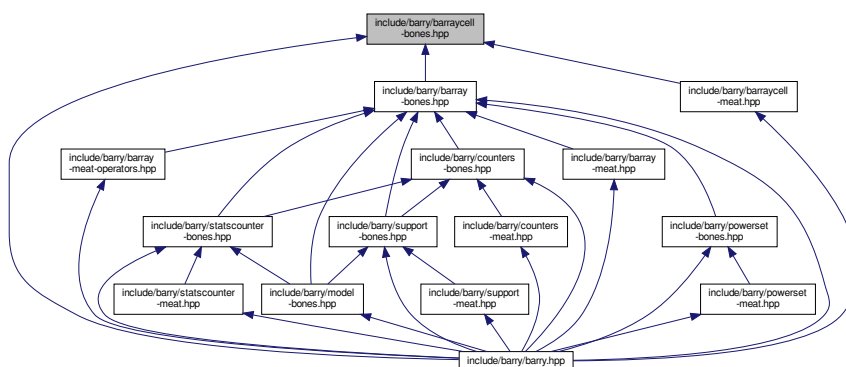 include/barry/barraycell
-bones.hpp
include/barry/barray
-bones.hpp
include/barry/barraycell
-meat.hpp
include/barry/barray
-meat-operators.hpp
include/barry/counters
-bones.hpp
include/barry/barray
-meat.hpp
include/barry/statscounter
-bones.hpp
include/barry/support
-bones.hpp
include/barry/counters
-meat.hpp
include/barry/powerset
-bones.hpp
include/barry/statscounter
-meat.hpp
include/barry/model
-bones.hpp
include/barry/support
-meat.hpp
include/barry/powerset
-meat.hpp
include/barry/barry.hpp